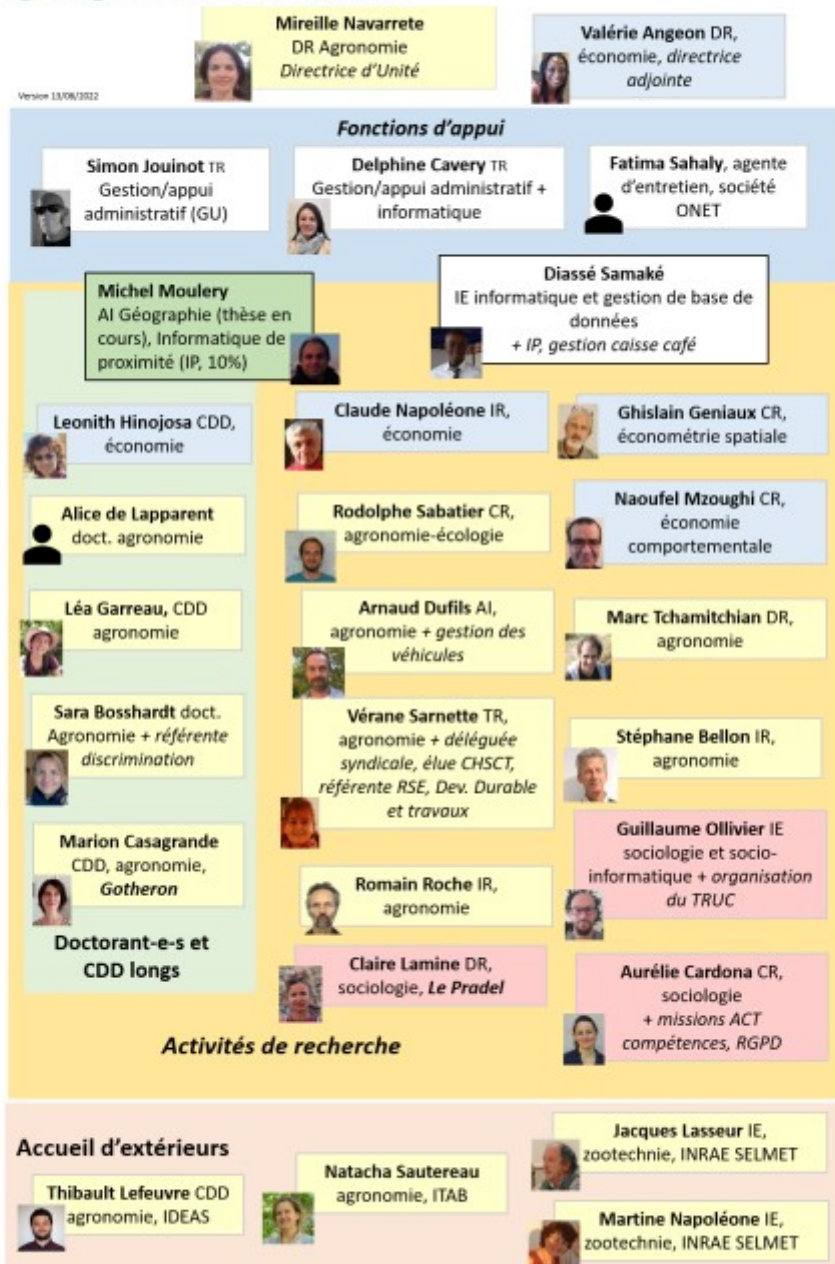 Mireille Navarrete
DR Agronomie
Directrice d'Unité
Valérie Angeon DR,
économie, directrice
adjointe
Version 13/06/2022
Fonctions d'appui
Simon Jouinot TR
Gestion/appui
administratif (GU)
Delphine Cavery TR
Gestion/appui administratif +
informatique
Fatima Sahaly, agente
d'entretien, société
ONET
Michel Moulery
AI Géographie (thèse en
cours), Informatique de
proximité (IP, 10%)
Diassé Samaké
IE informatique et gestion de base de
données
+ IP, gestion caisse café
Leonith Hinojosa CDD,
économie
Claude Napoléone IR,
économie
Ghislain Geniaux CR,
économétrie spatiale
Alice de Lapparent
doct. agronomie
Rodolphe Sabatier CR,
agronomie-écologie
Naoufel Mzoughi CR,
économie
comportementale
Léa Garreau, CDD
agronomie
Arnaud Dufils AI,
agronomie + gestion des
véhicules
Marc Tchamitchian DR,
agronomie
Sara Bosshardt doct.
Agronomie + référente
discrimination
Vérane Sarnette TR,
agronomie + déléguée
syndicale, élue CHSCT,
référente RSE, Dev. Durable
et travaux
Stéphane Bellon IR,
agronomie
Marion Casagrande
CDD, agronomie,
Gotheron
Romain Roche IR,
agronomie
Guillaume Ollivier IE
sociologie et socio-
informatique + organisation
du TRUC
Doctorant-e-s et
CDD longs
Claire Lamine DR,
sociologie, Le Pradel
Aurélie Cardona CR,
sociologie
+ missions ACT
compétences, RGPD
Activités de recherche
Accueil d'extérieurs
Thibault Lefeuvre CDD
agronomie, IDEAS
Natacha Sautereau
agronomie, ITAB
Jacques Lasseur IE,
zootechnie, INRAE SELMET
Martine Napoléone IE,
zootechnie, INRAE SELMET